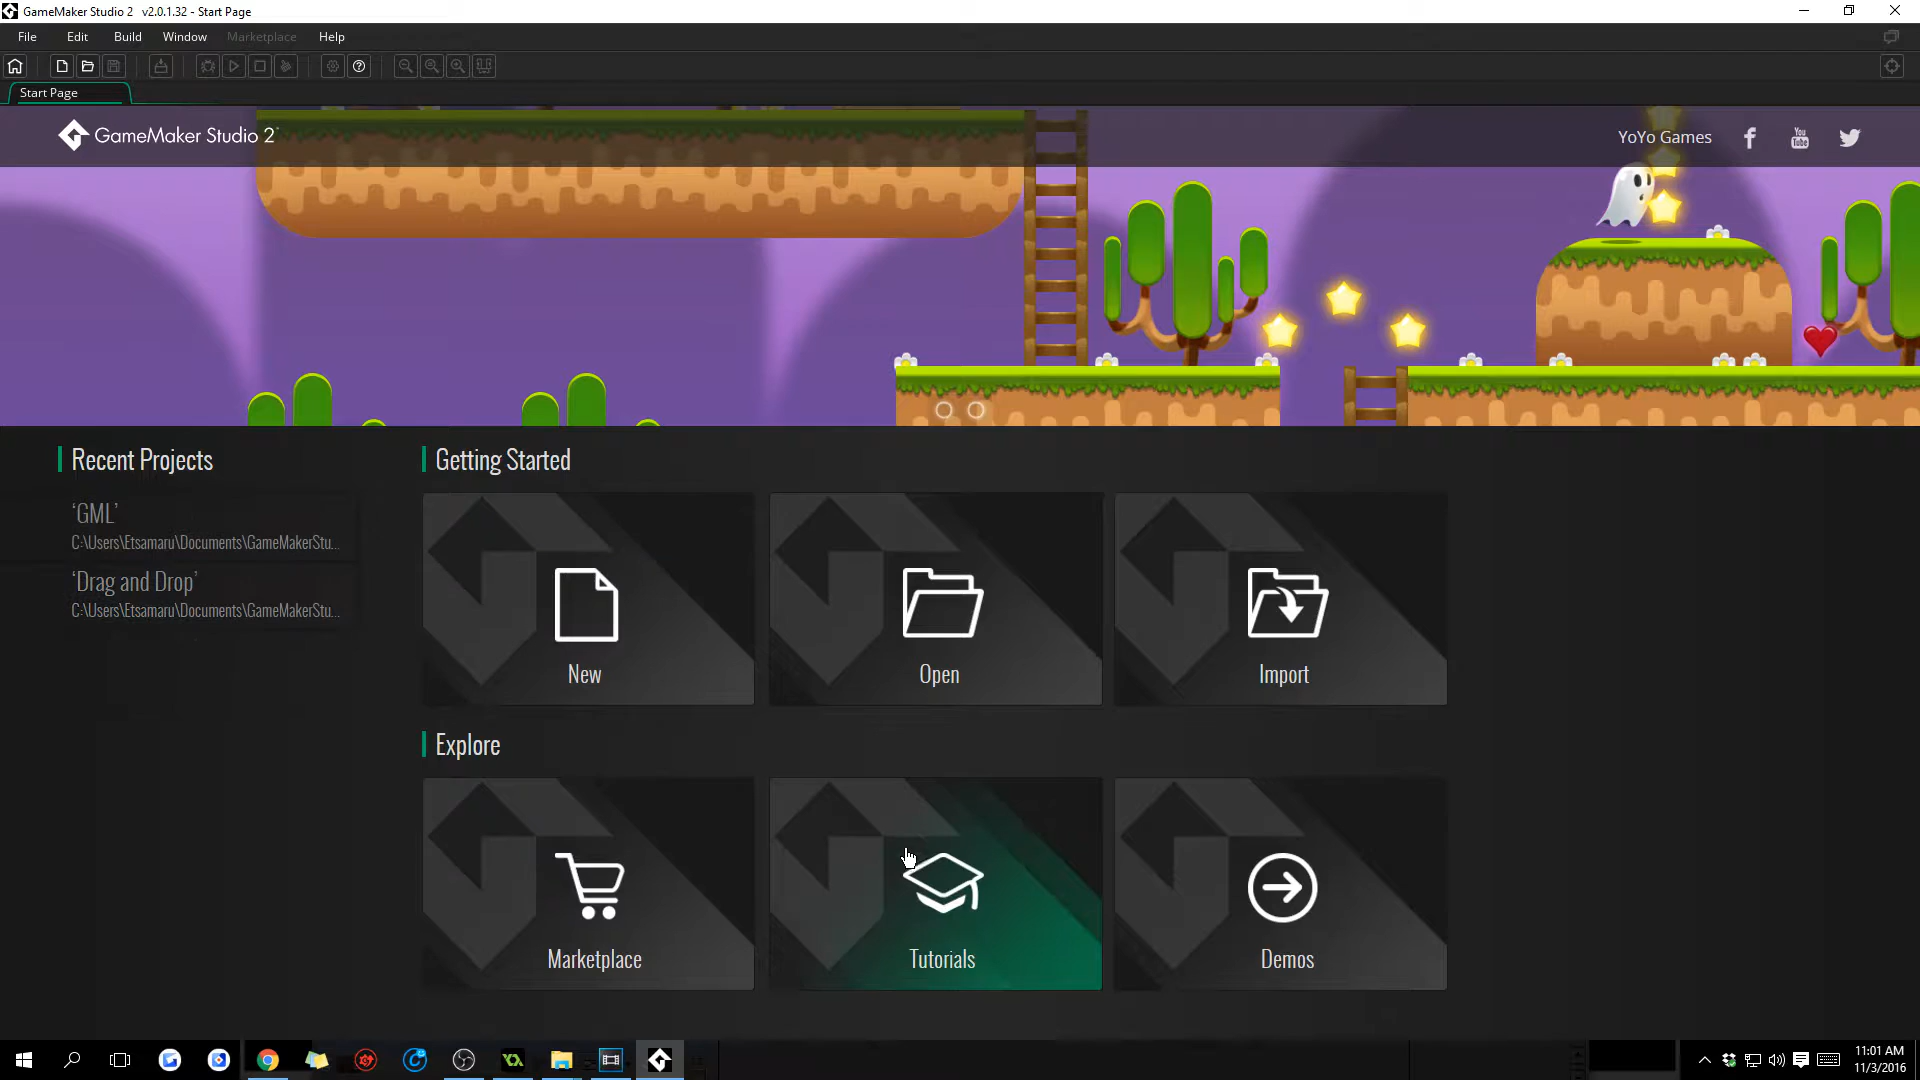 GameMaker Studio 2 v2.0.1.32 - Start Page
File Edit Build Window Marketplace Help
Start Page
GameMaker Studio 2
YoYo Games
You Tube
Recent Projects
Getting Started
‘GML’
C:\Users\Etsamaru\Documents\GameMakerStu...
‘Drag and Drop’
C:\Users\Etsamaru\Documents\GameMakerStu...
New
Open
Import
Explore
Marketplace
Tutorials
Demos
11:01 AM
11/3/2016